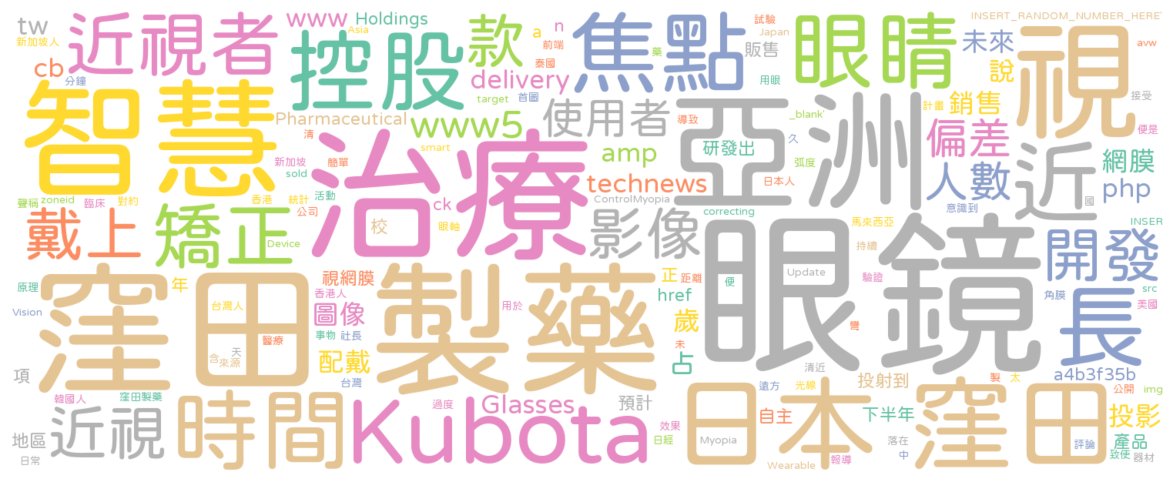 tw
近視者
www
Holdings
控股
款
焦點
眼睛
未來
視
INSERT_RANDOM_NUMBER_HERE
新加坡人
cb
分鐘
Asia
a
n
前端
泰國
試驗
藥
Japan
用眼
販售
說
avw
接受
智慧
delivery
target
首圖
使用者
亞洲
_blank'
計畫
銷售
便是
Pharmaceutical
www5
導致
久
偏差
清
治療
研發出
弧度
人數
近
網膜
新加坡
簡單
smart
amp
日本人
php
聲稱
zoneid
臨床
對約
sold
香港
活動
統計
公司
ck
technews
ControlMyopia
意識到
國
戴上
矯正
Device
校
眼軸
影像
correcting
眼鏡
馬來西亞
INSER
持續
開發
窪田
原理
年
視網膜
製藥
正
距離
便
Update
驗證
角膜
src
Vision
香港人
台灣人
圖像
用於
href
長
美國
事物
社長
歲
彎
醫療
天
含
來源
配戴
未
占
清近
a4b3f35b
項
台灣
遠方
光線
投射到
製
太
公開
img
韓國人
窪田製藥
近視
時間
Kubota
過度
Glasses
預計
日本
自主
下半年
窪田
投影
地區
日常
效果
日經
Myopia
落在
中
評論
產品
致使
器材
Wearable
報導